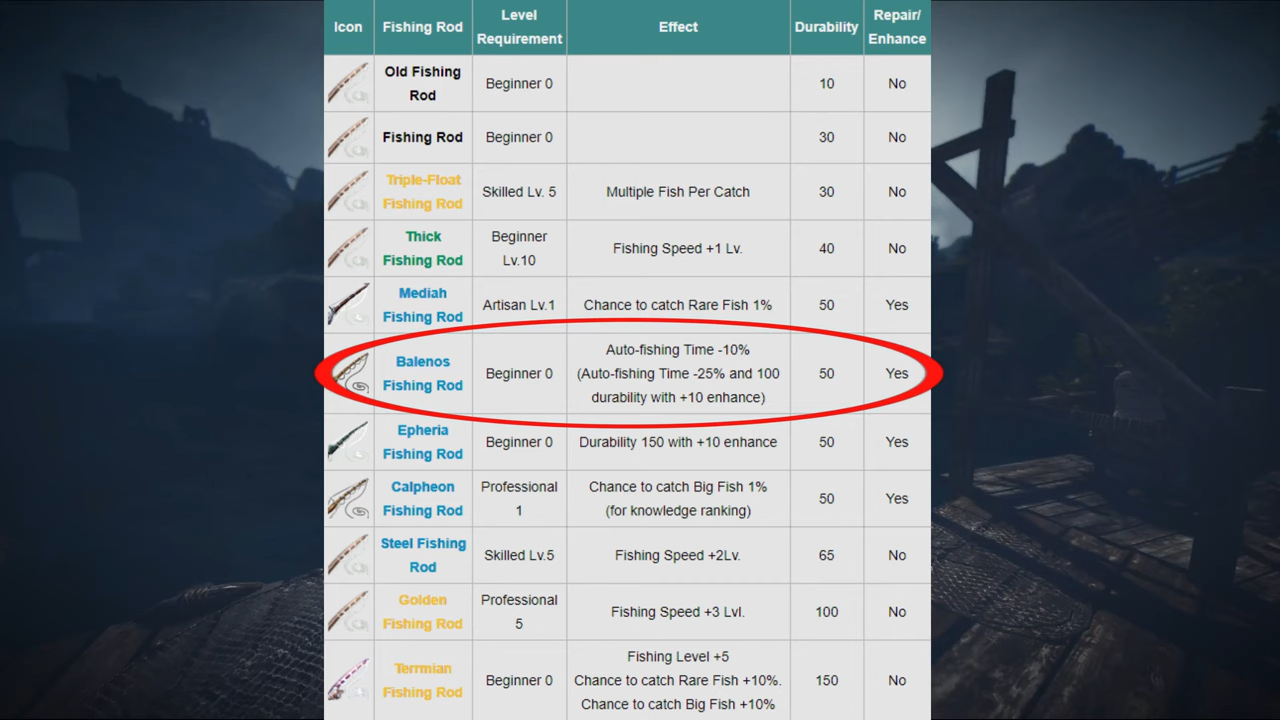 Icon
Fishing Rod
Level
Requirement
Effect
Durability
Repair/
Enhance
Old Fishing
Rod
Beginner 0
10
No
Fishing Rod
Beginner 0
30
No
Triple-Float
Fishing Rod
Skilled Lv. 5
Multiple Fish Per Catch
30
No
Thick
Fishing Rod
Beginner
Lv.10
Fishing Speed +1 Lv.
40
No
Mediah
Fishing Rod
Artisan Lv.1
Chance to catch Rare Fish 1%
50
Yes
Balenos
Fishing Rod
Beginner 0
Auto-fishing Time -10%
(Auto-fishing Time -25% and 100
durability with +10 enhance)
50
Yes
Epheria
Fishing Rod
Beginner 0
Durability 150 with +10 enhance
50
Yes
Calpheon
Fishing Rod
Professional
1
Chance to catch Big Fish 1%
(for knowledge ranking)
50
Yes
Steel Fishing
Rod
Skilled Lv.5
Fishing Speed +2Lv.
65
No
Golden
Fishing Rod
Professional
5
Fishing Speed +3 Lvl.
100
No
Terrmian
Fishing Rod
Beginner 0
Fishing Level +5
Chance to catch Rare Fish +10%.
Chance to catch Big Fish +10%
150
No